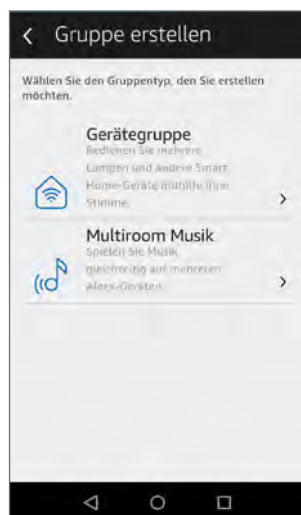 Gruppe erstellen
Wählen Sie den Gruppentyp, den Sie erstellen
möchten.
Gerätegruppe
Bedienen Sie mehrere
Lampen und andere Smart
Home-Geräte mithilfe Ihrer
Stimme.
Multiroom Musik
Spielen Sie Musik
gleichzeitig auf mehreren
Alexa-Geräten